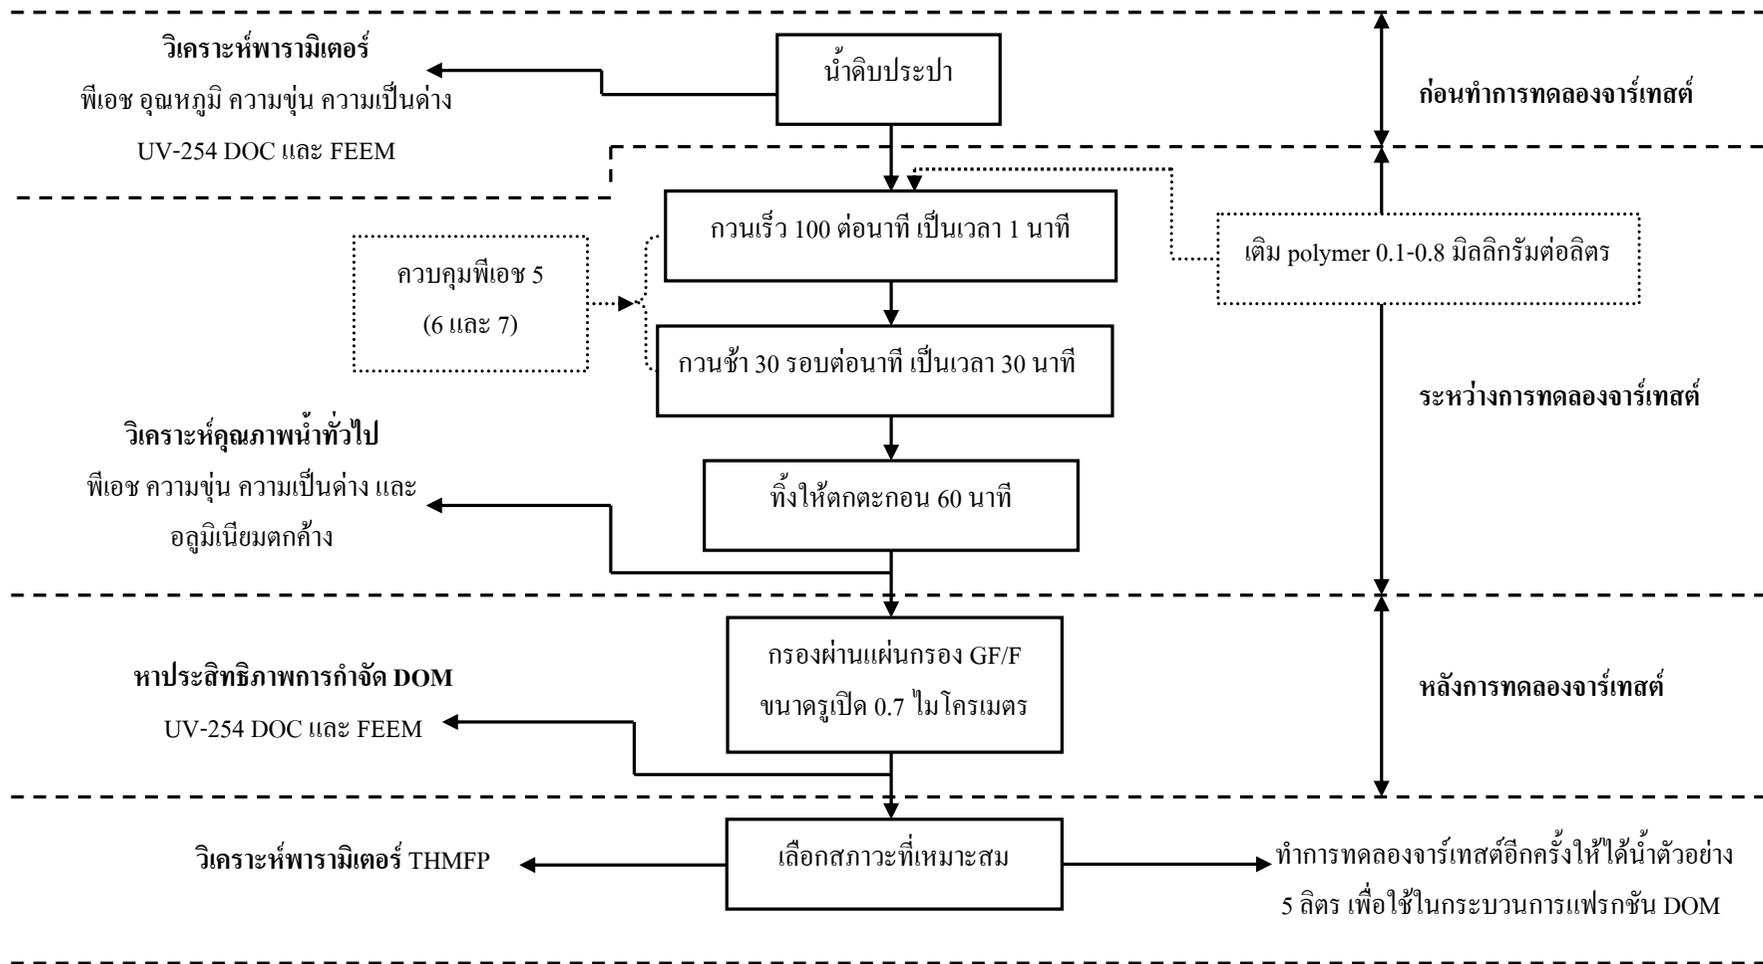 วิเคราะห์พารามิเตอร์
พีเอช อุณหภูมิ ความขุ่น ความเป็นด่าง
UV-254 DOC และ FEEM
น้ำดิบประปา
ก่อนทำการทดลองจาร์เทสต์
กวนเร็ว 100 ต่อนาที เป็นเวลา 1 นาที
เติม polymer 0.1-0.8 มิลลิกรัมต่อลิตร
ควบคุมพีเอช 5
(6 และ 7)
กวนช้า 30 รอบต่อนาที เป็นเวลา 30 นาที
ระหว่างการทดลองจาร์เทสต์
วิเคราะห์คุณภาพน้ำทั่วไป
พีเอช ความขุ่น ความเป็นด่าง และ
อลูมิเนียมตกค้าง
ทิ้งให้ตกตะกอน 60 นาที
กรองผ่านแผ่นกรอง GF/F
ขนาดรูเปิด 0.7 ไมโครเมตร
หาประสิทธิภาพการกำจัด DOM
UV-254 DOC และ FEEM
หลังการทดลองจาร์เทสต์
วิเคราะห์พารามิเตอร์ THMFP
เลือกสภาวะที่เหมาะสม
ทำการทดลองจาร์เทสต์อีกครั้งให้ได้น้ำตัวอย่าง
5 ลิตร เพื่อใช้ในกระบวนการแฟรกชัน DOM